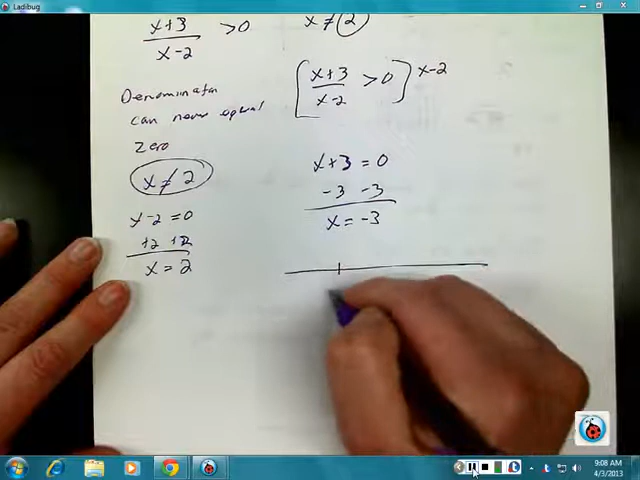 Ladibug
x+3
x-2
>0
x≠2
[x+3
x-2
>0] x-2
Denominator
can never equal
zero
x≠2
x-2=0
+2 +2
x=2
x+3=0
-3 -3
x=-3
9:08 AM
4/3/2013